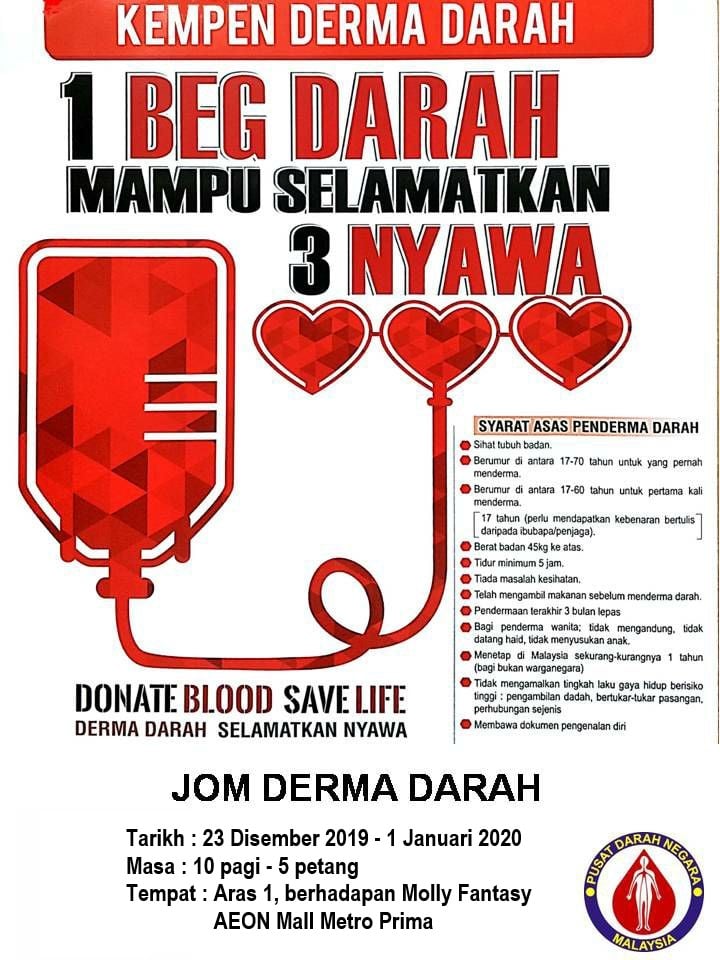 KEMPEN DERMA DARAH
1 BEG DARAH
MAMPU SELAMATKAN
3 NYAWA
SYARAT ASAS PENDERMA DARAH
Sihat tubuh badan.
Berumur di antara 17-70 tahun untuk yang pernah
menderma.
Berumur di antara 17-60 tahun untuk pertama kali
menderma.
17 tahun (perlu mendapatkan kebenaran bertulis
daripada ibubapa/penjaga).
Berat badan 45kg ke atas.
Tidur minimum 5 jam.
Tiada masalah kesihatan.
Telah mengambil makanan sebelum menderma darah.
Pendermaan terakhir 3 bulan lepas
Bagi penderma wanita; tidak mengandung, tidak
datang haid, tidak menyusukan anak.
Menetap di Malaysia sekurang-kurangnya 1 tahun
(bagi bukan warganegara)
Tidak mengamalkan tingkah laku gaya hidup berisiko
tinggi : pengambilan dadah, bertukar-tukar pasangan,
perhubungan sejenis
Membawa dokumen pengenalan diri
DONATE BLOOD SAVE LIFE
DERMA DARAH SELAMATKAN NYAWA
JOM DERMA DARAH
Tarikh : 23 Disember 2019 - 1 Januari 2020
Masa : 10 pagi - 5 petang
Tempat : Aras 1, berhadapan Molly Fantasy
AEON Mall Metro Prima
PUSAT DARAH NEGARA
MALAYSIA